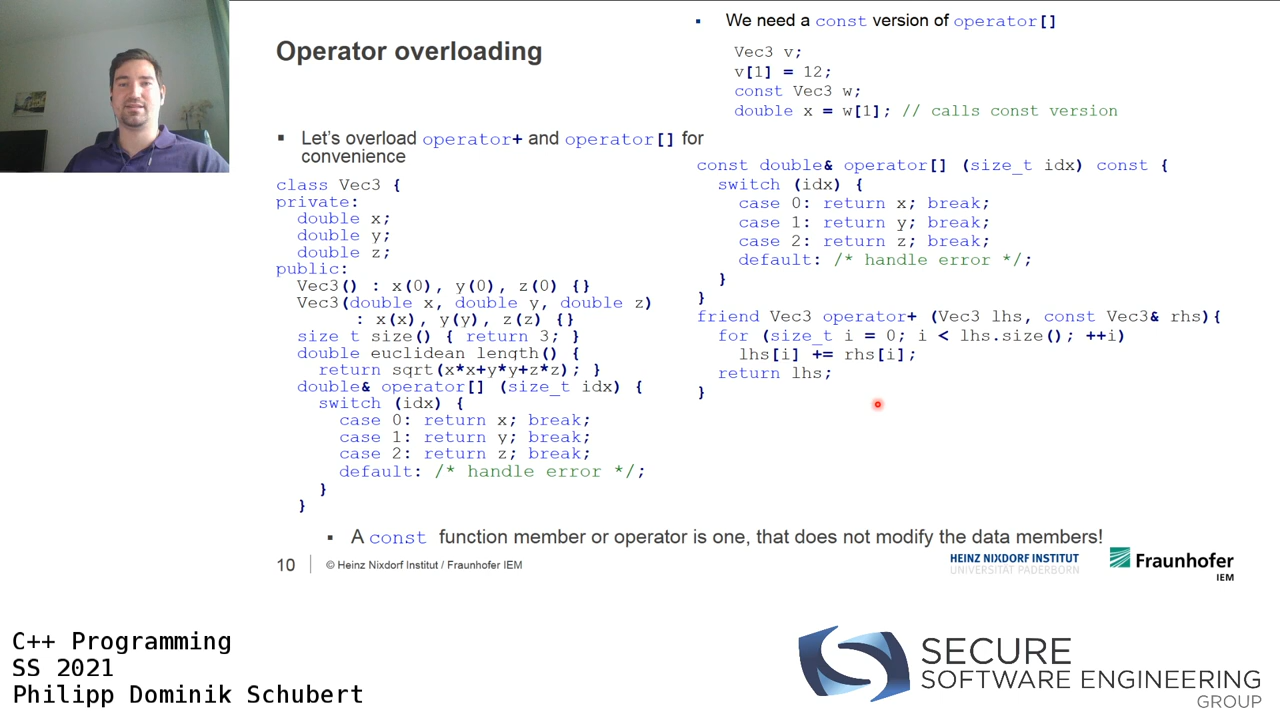 Operator overloading
▪ Let's overload operator+ and operator[] for
convenience
class Vec3 {
private:
double x;
double y;
double z;
public:
Vec3() : x(0), y(0), z(0) {}
Vec3(double x, double y, double z)
: x(x), y(y), z(z) {}
size_t size() { return 3; }
double euclidean_length() {
return sqrt(x*x+y*y+z*z); }
double& operator[] (size_t idx) {
switch (idx) {
case 0: return x; break;
case 1: return y; break;
case 2: return z; break;
default: /* handle error */;
}
}
▪ We need a const version of operator[]
Vec3 v;
v[1] = 12;
const Vec3 w;
double x = w[1]; // calls const version
const double& operator[] (size_t idx) const {
switch (idx) {
case 0: return x; break;
case 1: return y; break;
case 2: return z; break;
default: /* handle error */;
}
}
friend Vec3 operator+ (Vec3 lhs, const Vec3& rhs){
for (size_t i = 0; i < lhs.size(); ++i)
lhs[i] += rhs[i];
return lhs;
}
▪ A const function member or operator is one, that does not modify the data members!
10 © Heinz Nixdorf Institut / Fraunhofer IEM
HEINZ NIXDORF INSTITUT
UNIVERSITÄT PADERBORN
Fraunhofer
IEM
C++ Programming
SS 2021
Philipp Dominik Schubert
SECURE
SOFTWARE ENGINEERING
GROUP